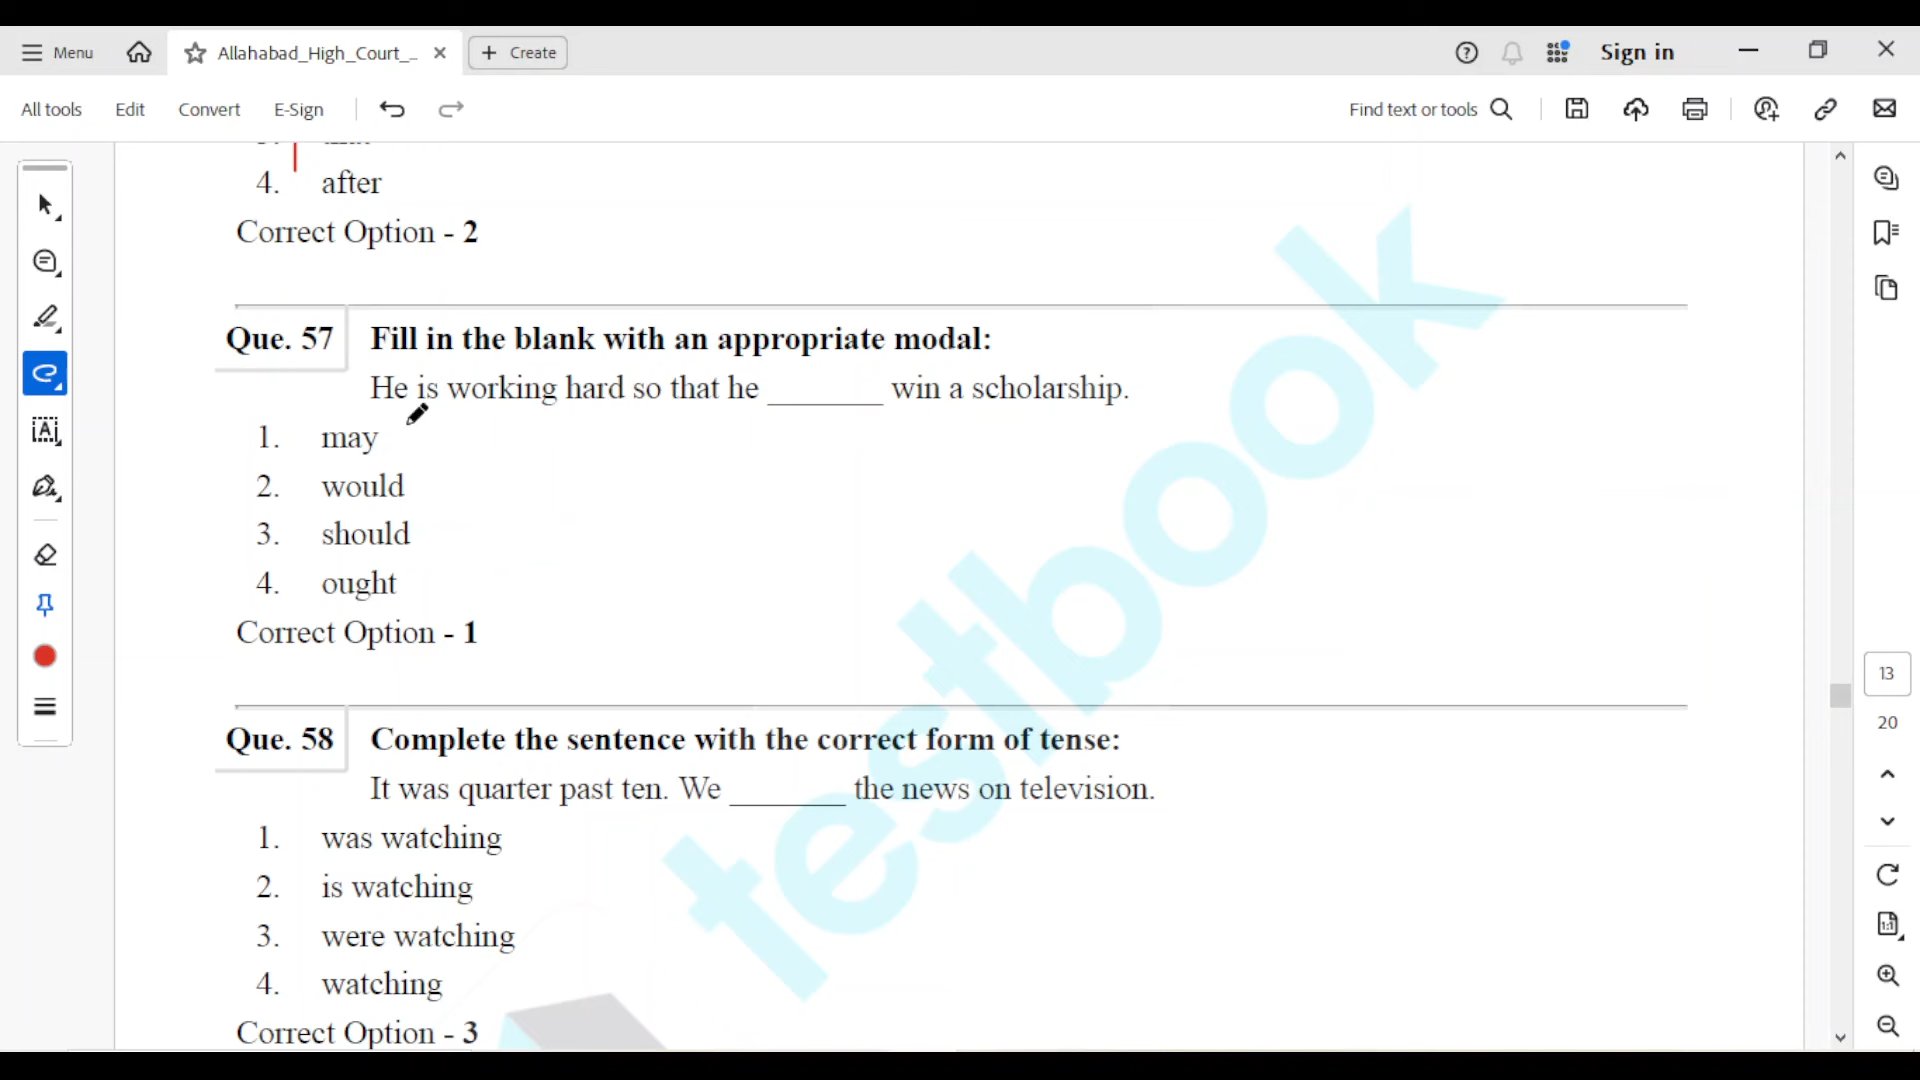 Menu
Allahabad_High_Court_...
Create
Sign in
All tools
Edit
Convert
E-Sign
Find text or tools
4. after
Correct Option - 2
Que. 57 Fill in the blank with an appropriate modal:
He is working hard so that he ________ win a scholarship.
1. may
2. would
3. should
4. ought
Correct Option - 1
Que. 58 Complete the sentence with the correct form of tense:
It was quarter past ten. We ________ the news on television.
1. was watching
2. is watching
3. were watching
4. watching
Correct Option - 3
testbook
13
20